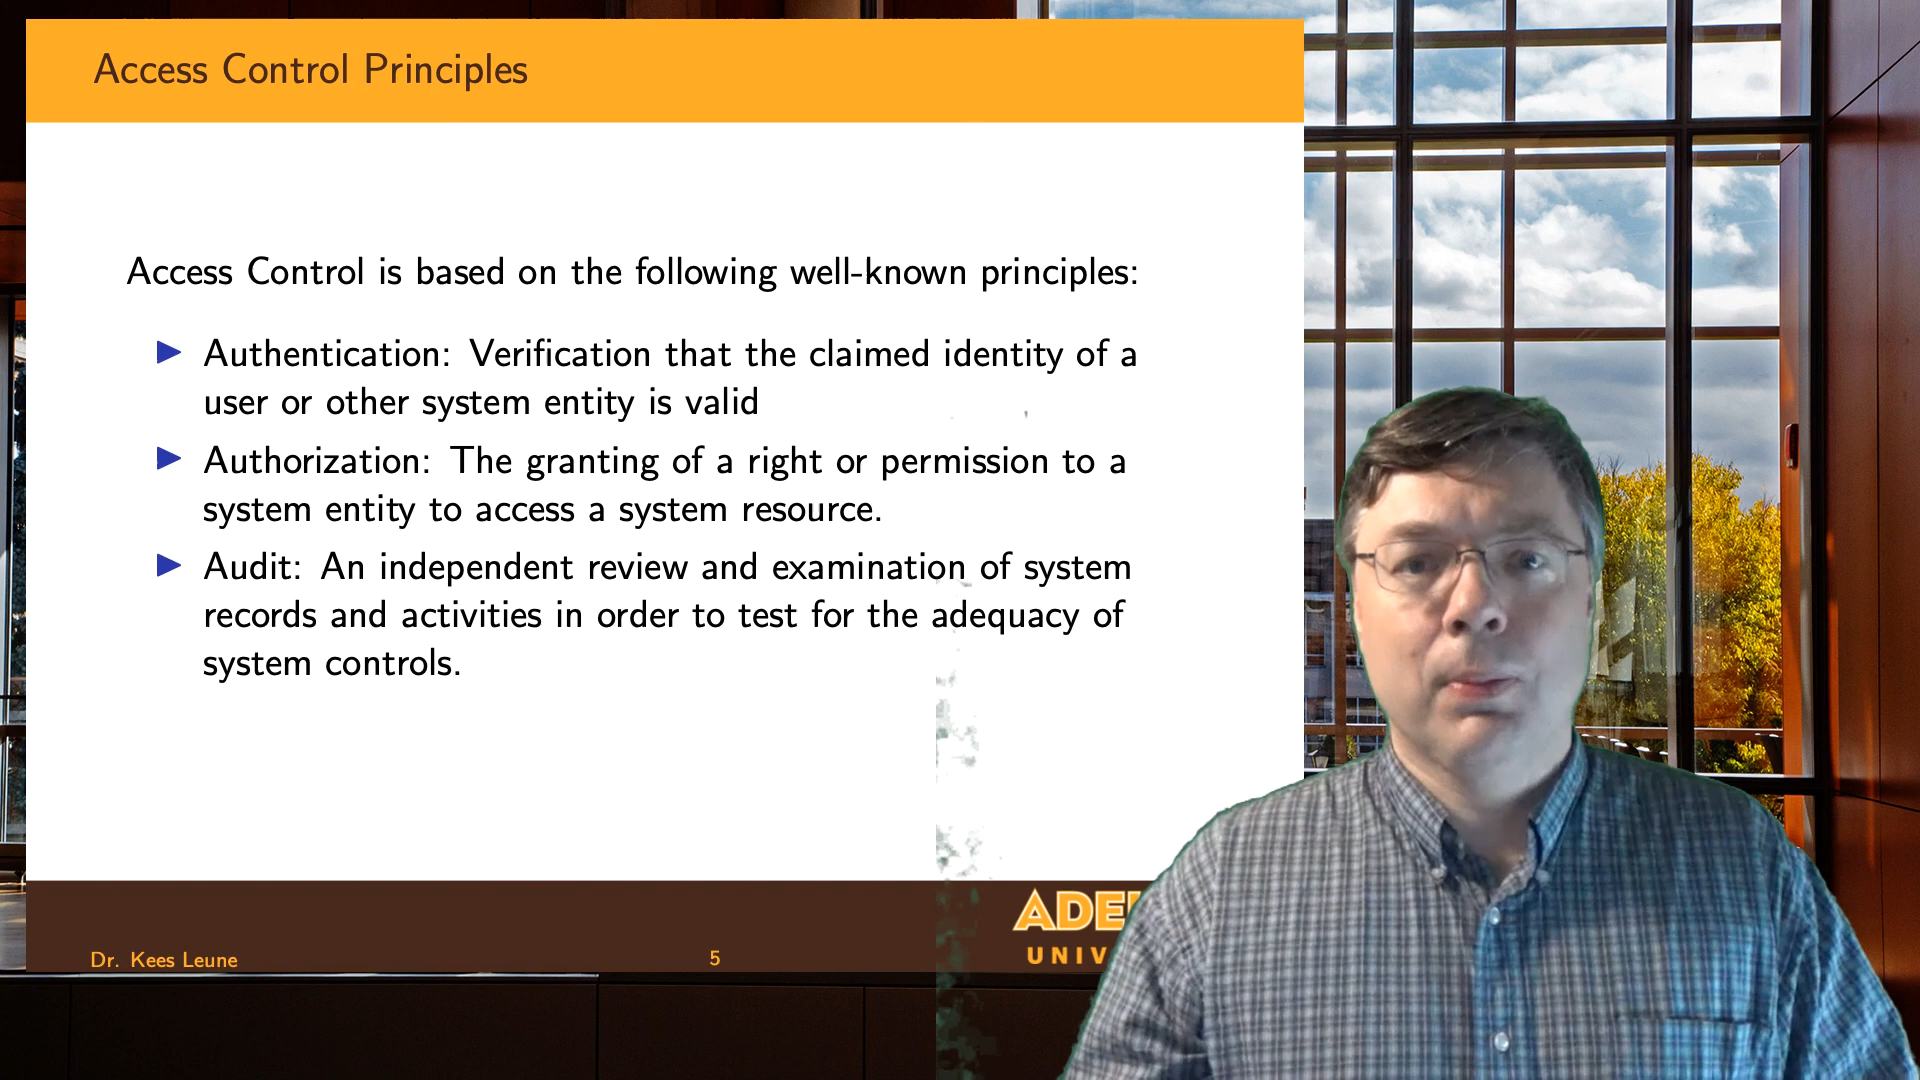 Access Control Principles
Access Control is based on the following well-known principles:
Authentication: Verification that the claimed identity of a
user or other system entity is valid
Authorization: The granting of a right or permission to a
system entity to access a system resource.
Audit: An independent review and examination of system
records and activities in order to test for the adequacy of
system controls.
ADE
UNIV
Dr. Kees Leune
5